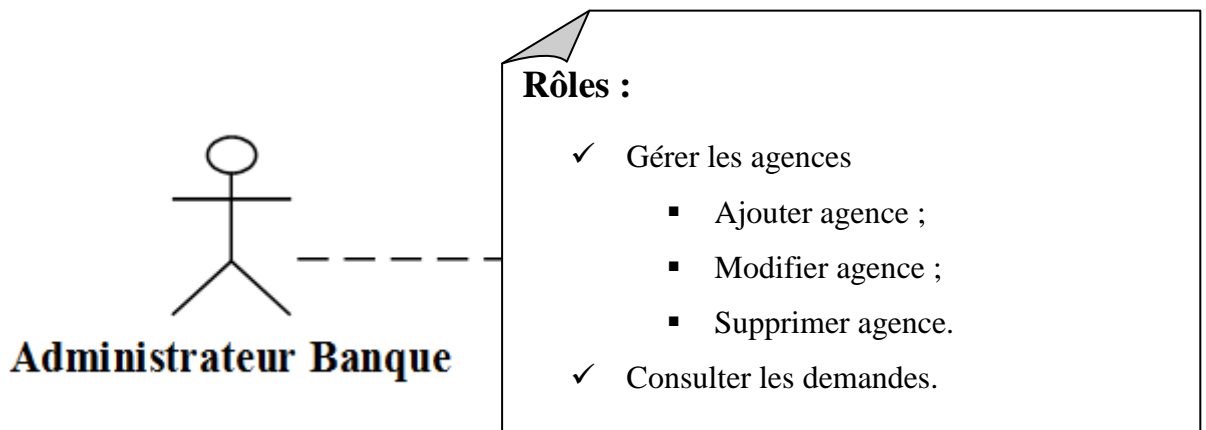 Rôles :
✓ Gérer les agences
▪ Ajouter agence ;
▪ Modifier agence ;
▪ Supprimer agence.
✓ Consulter les demandes.
Administrateur Banque